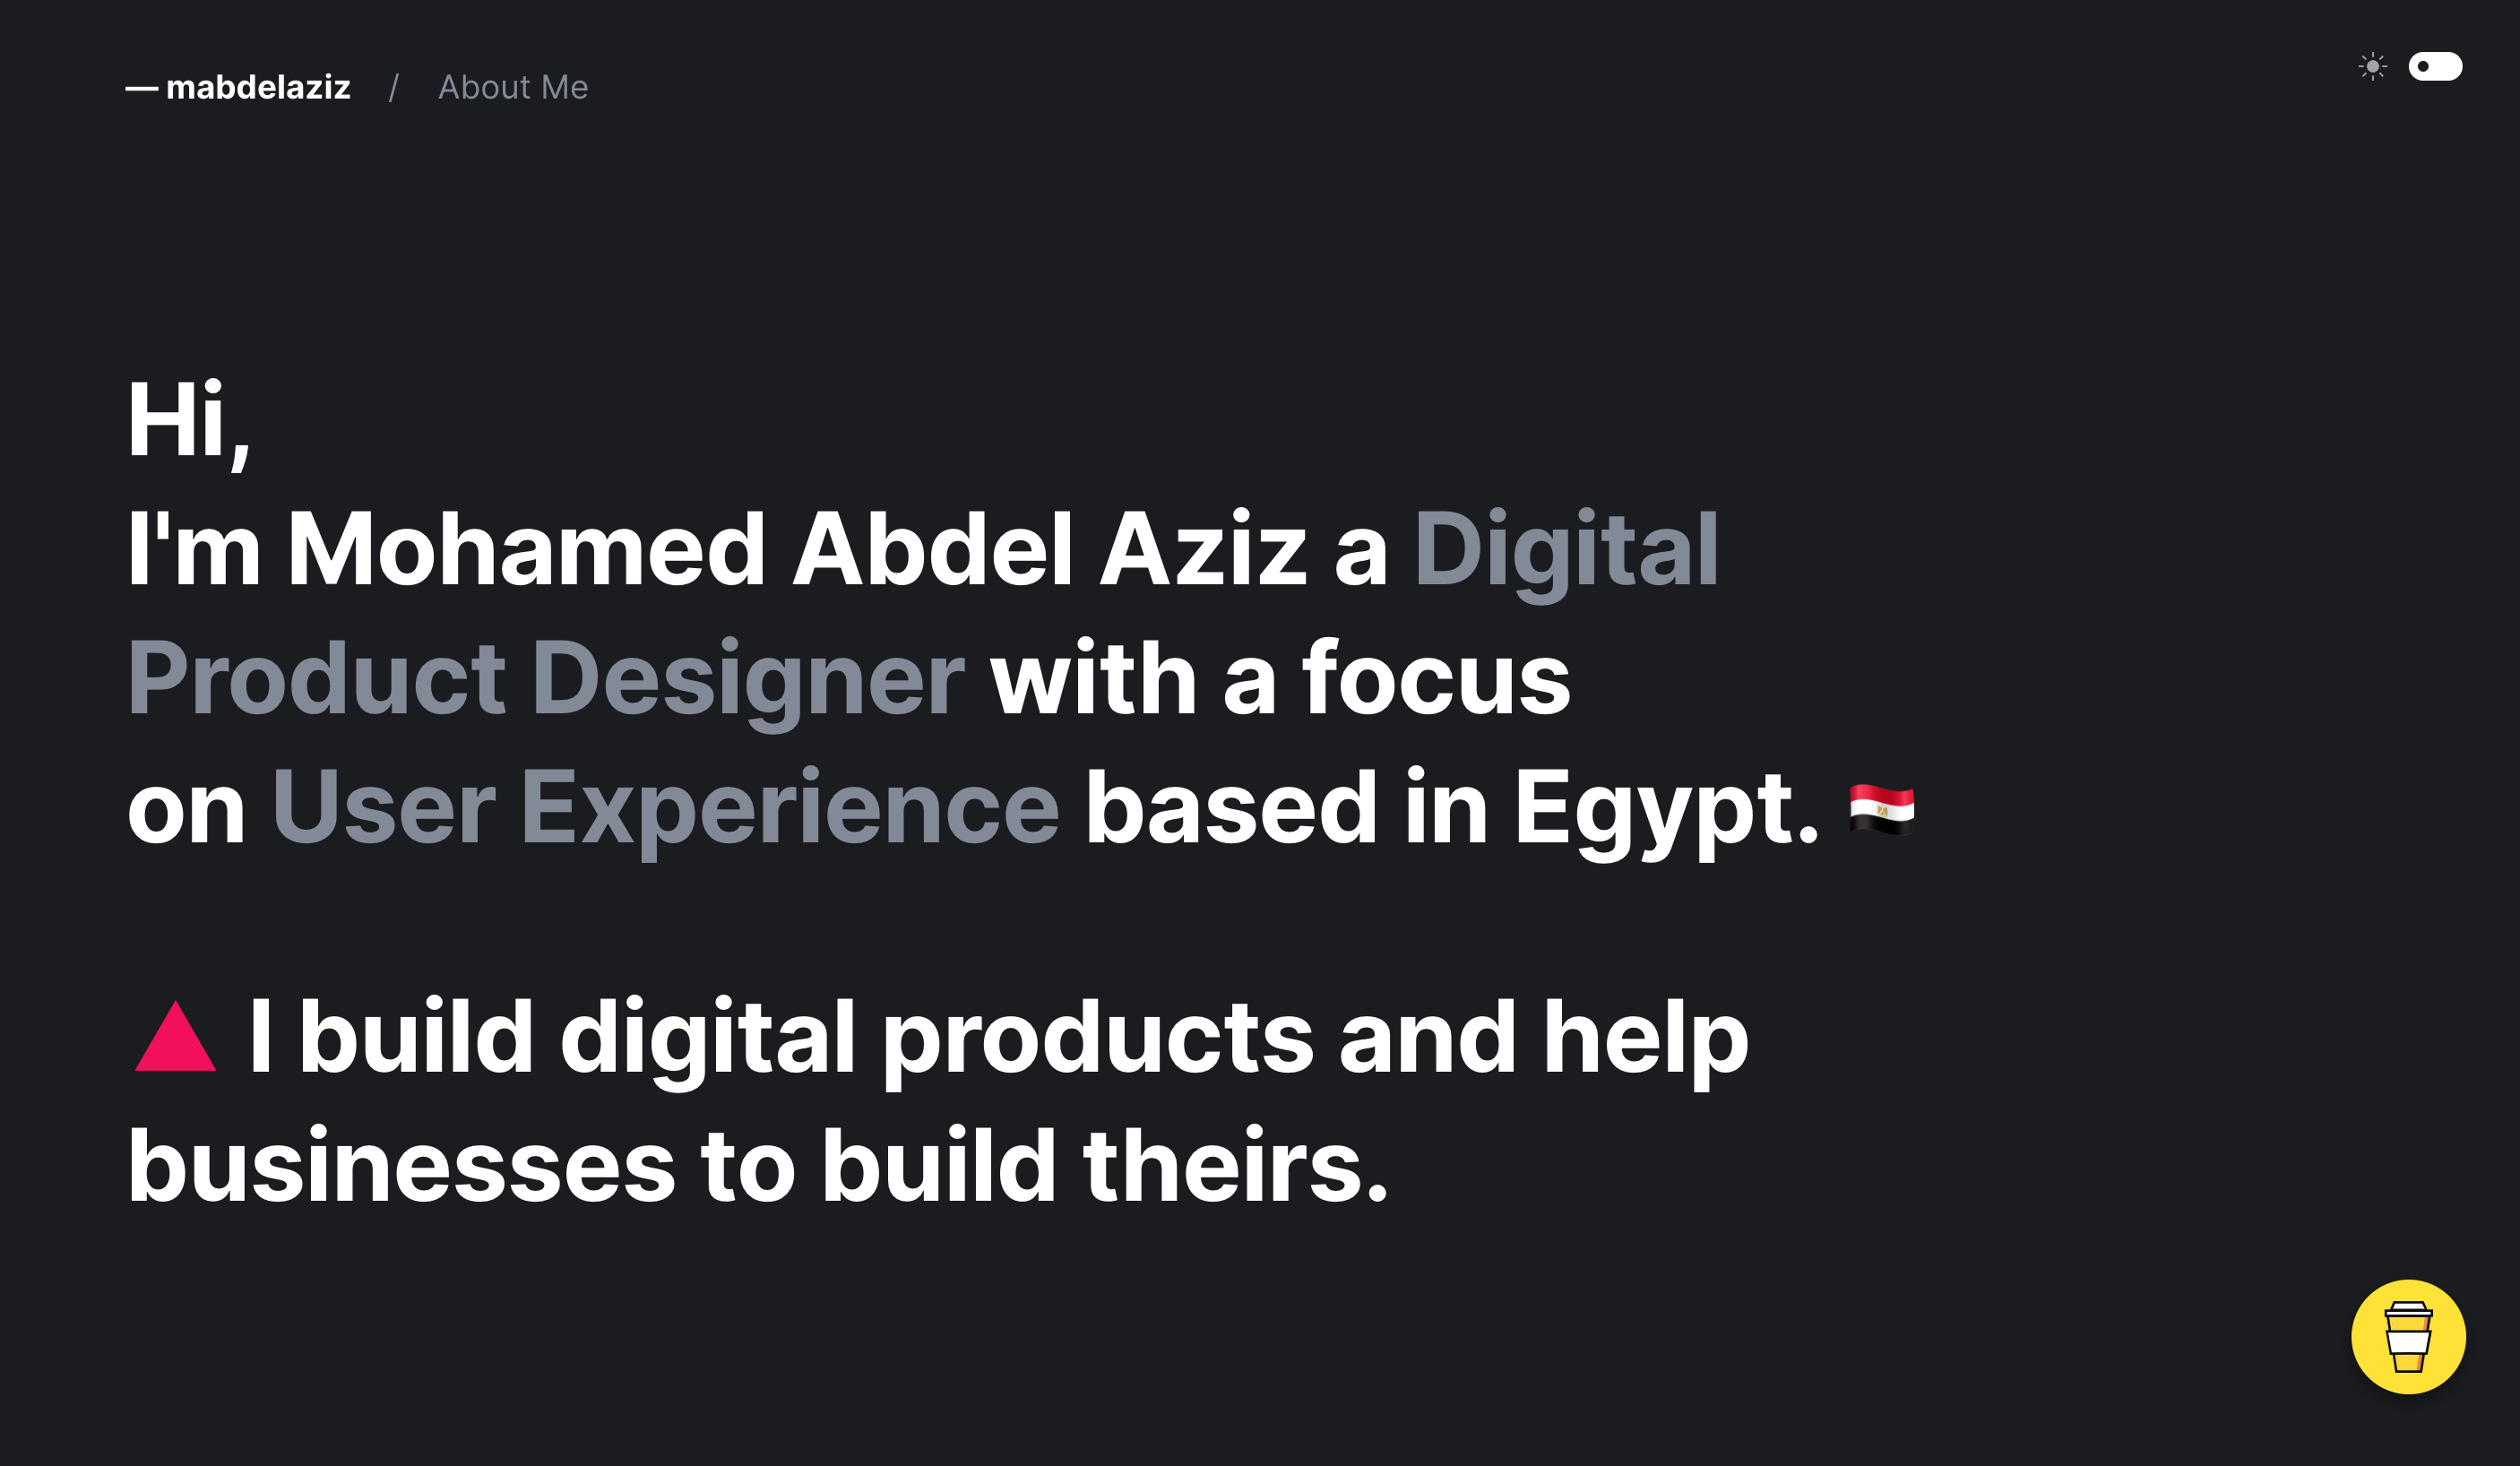 — mabdelaziz / About Me
Hi,
I'm Mohamed Abdel Aziz a Digital
Product Designer with a focus
on User Experience based in Egypt. 🇪🇬
I build digital products and help
businesses to build theirs.